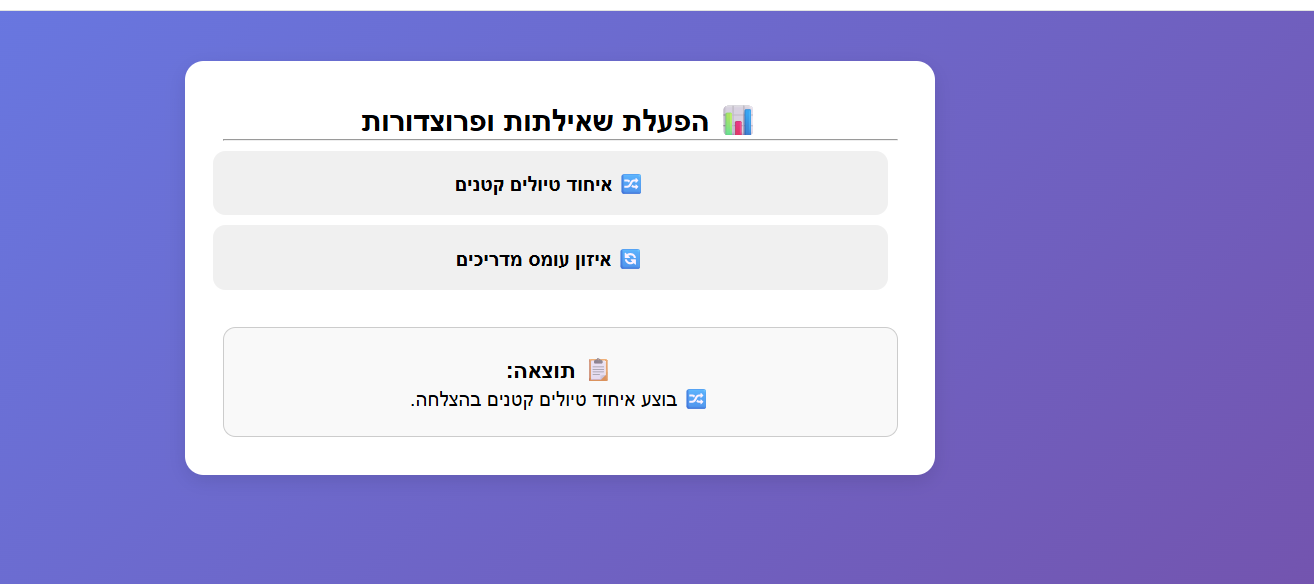 📊 הפעלת שאילתות ופרוצדורות
🔀 איחוד טיולים קטנים
🔄 איזון עומס מדריכים
📋 תוצאה:
🔀 בוצע איחוד טיולים קטנים בהצלחה.